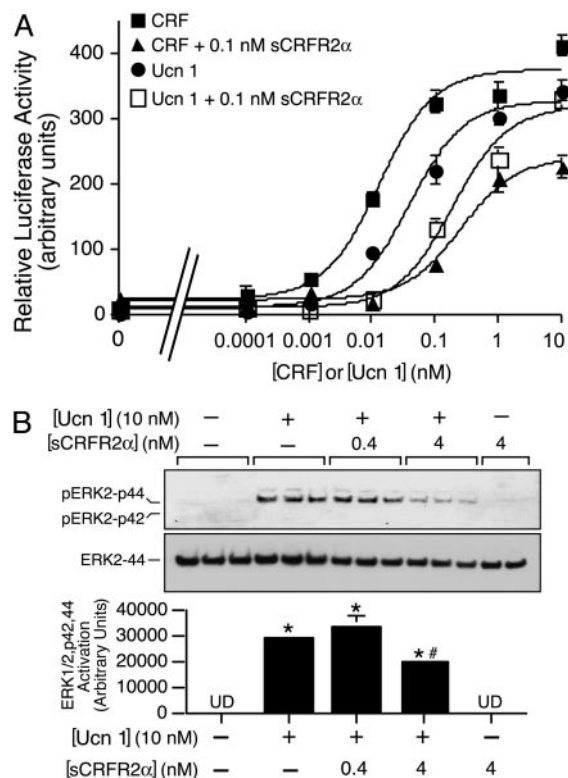 A
CRF
CRF + 0.1 nM sCRFR2α
Ucn 1
Ucn 1 + 0.1 nM sCRFR2α
Relative Luciferase Activity
(arbitrary units)
400
300
200
100
0
0 0.0001 0.001 0.01 0.1 1 10
[CRF] or [Ucn 1] (nM)
B
[Ucn 1] (10 nM) – + + + –
[sCRFR2α] (nM) – – 0.4 4 4
pERK2-p44
pERK2-p42
ERK2-44
ERK1/2,p42,44
Activation
(Arbitrary Units)
40000
30000
20000
10000
0
UD * * * # UD
[Ucn 1] (10 nM) – + + + –
[sCRFR2α] (nM) – – 0.4 4 4